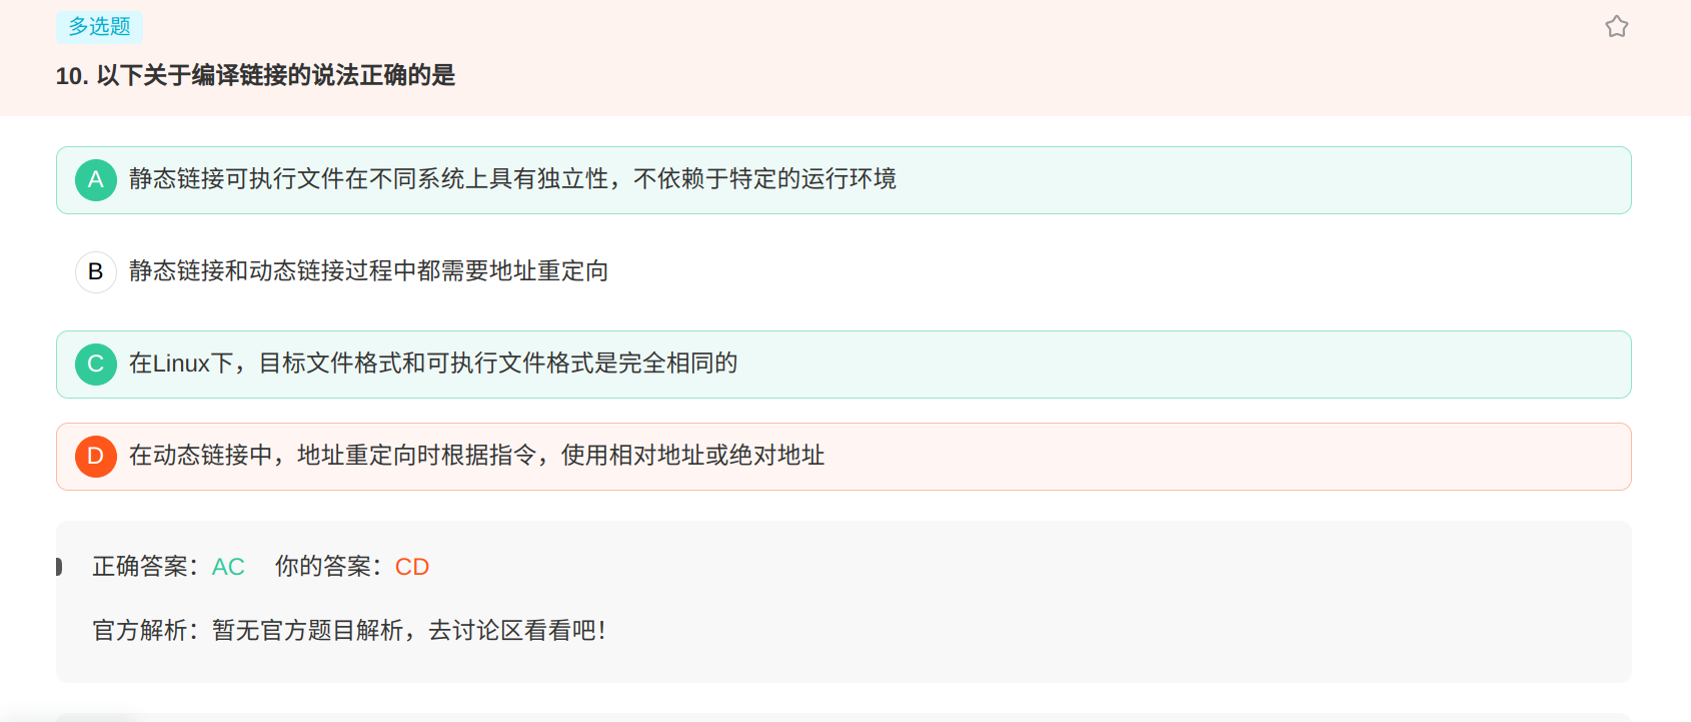 多选题
10. 以下关于编译链接的说法正确的是
A 静态链接可执行文件在不同系统上具有独立性，不依赖于特定的运行环境
B 静态链接和动态链接过程中都需要地址重定向
C 在Linux下，目标文件格式和可执行文件格式是完全相同的
D 在动态链接中，地址重定向时根据指令，使用相对地址或绝对地址
正确答案：AC 你的答案：CD
官方解析：暂无官方题目解析，去讨论区看看吧！